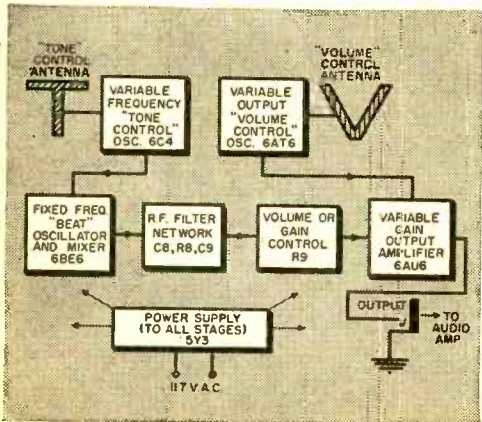 "TONE"
CONTROL
ANTENNA
VARIABLE
FREQUENCY
"TONE
CONTROL"
OSC. 6C4
VARIABLE
OUTPUT
"VOLUME
CONTROL"
OSC. 6AT6
"VOLUME"
CONTROL
ANTENNA
FIXED FREQ.
"BEAT"
OSCILLATOR
AND MIXER
6BE6
R.F. FILTER
NETWORK
C8, R8, C9
VOLUME OR
GAIN
CONTROL
R9
VARIABLE
GAIN
OUTPUT
AMPLIFIER
6AU6
POWER SUPPLY
(TO ALL STAGES)
5Y3
117 V. A.C.
OUTPUT
J
TO
AUDIO
AMP